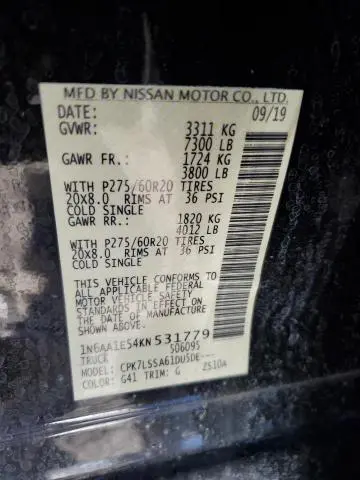 MFD BY NISSAN MOTOR CO., LTD.
DATE: 09/19
GVWR: 3311 KG
7300 LB
GAWR FR.: 1724 KG
3800 LB
WITH P275/60R20 TIRES
20X8.0 RIMS AT 36 PSI
COLD SINGLE
GAWR RR.: 1820 KG
4012 LB
WITH P275/60R20 TIRES
20X8.0 RIMS AT 36 PSI
COLD SINGLE
THIS VEHICLE CONFORMS TO
ALL APPLICABLE FEDERAL
MOTOR VEHICLE SAFETY
STANDARDS IN EFFECT ON
THE DATE OF MANUFACTURE
SHOWN ABOVE.
1N6AA1E54KN531779
TRUCK 506095
MODEL: CPK7LSSA61DU5DE---
COLOR: G41 TRIM: G ZS10A